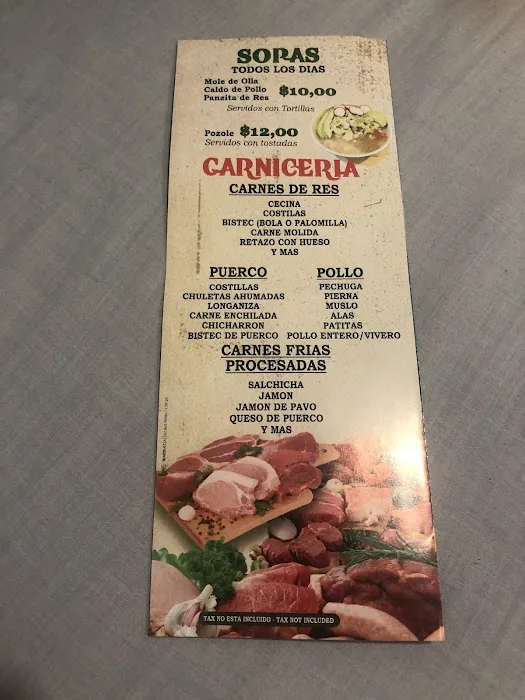 SOPAS
TODOS LOS DIAS
Mole de Olla
Caldo de Pollo
Panzita de Rea
$10,00
Servidos con Tortillas
Pozole $12,00
Servidos con tostadas
CARNICERIA
CARNES DE RES
CECINA
COSTILAS
BISTEC (BOLA O PALOMILLA)
CARNE MOLIDA
RETAZO CON HUESO
Y MAS
PUERCO
COSTILLAS
CHULETAS AHUMADAS
LONGANIZA
CARNE ENCHILADA
CHICHARRON
BISTEC DE PUERCO
POLLO
PECHUGA
PIERNA
MUSLO
ALAS
PATITAS
POLLO ENTERO/VIVERO
CARNES FRIAS
PROCESADAS
SALCHICHA
JAMON
JAMON DE PAVO
QUESO DE PUERCO
Y MAS
TAX NO ESTA INCLUIDO - TAX NOT INCLUDED